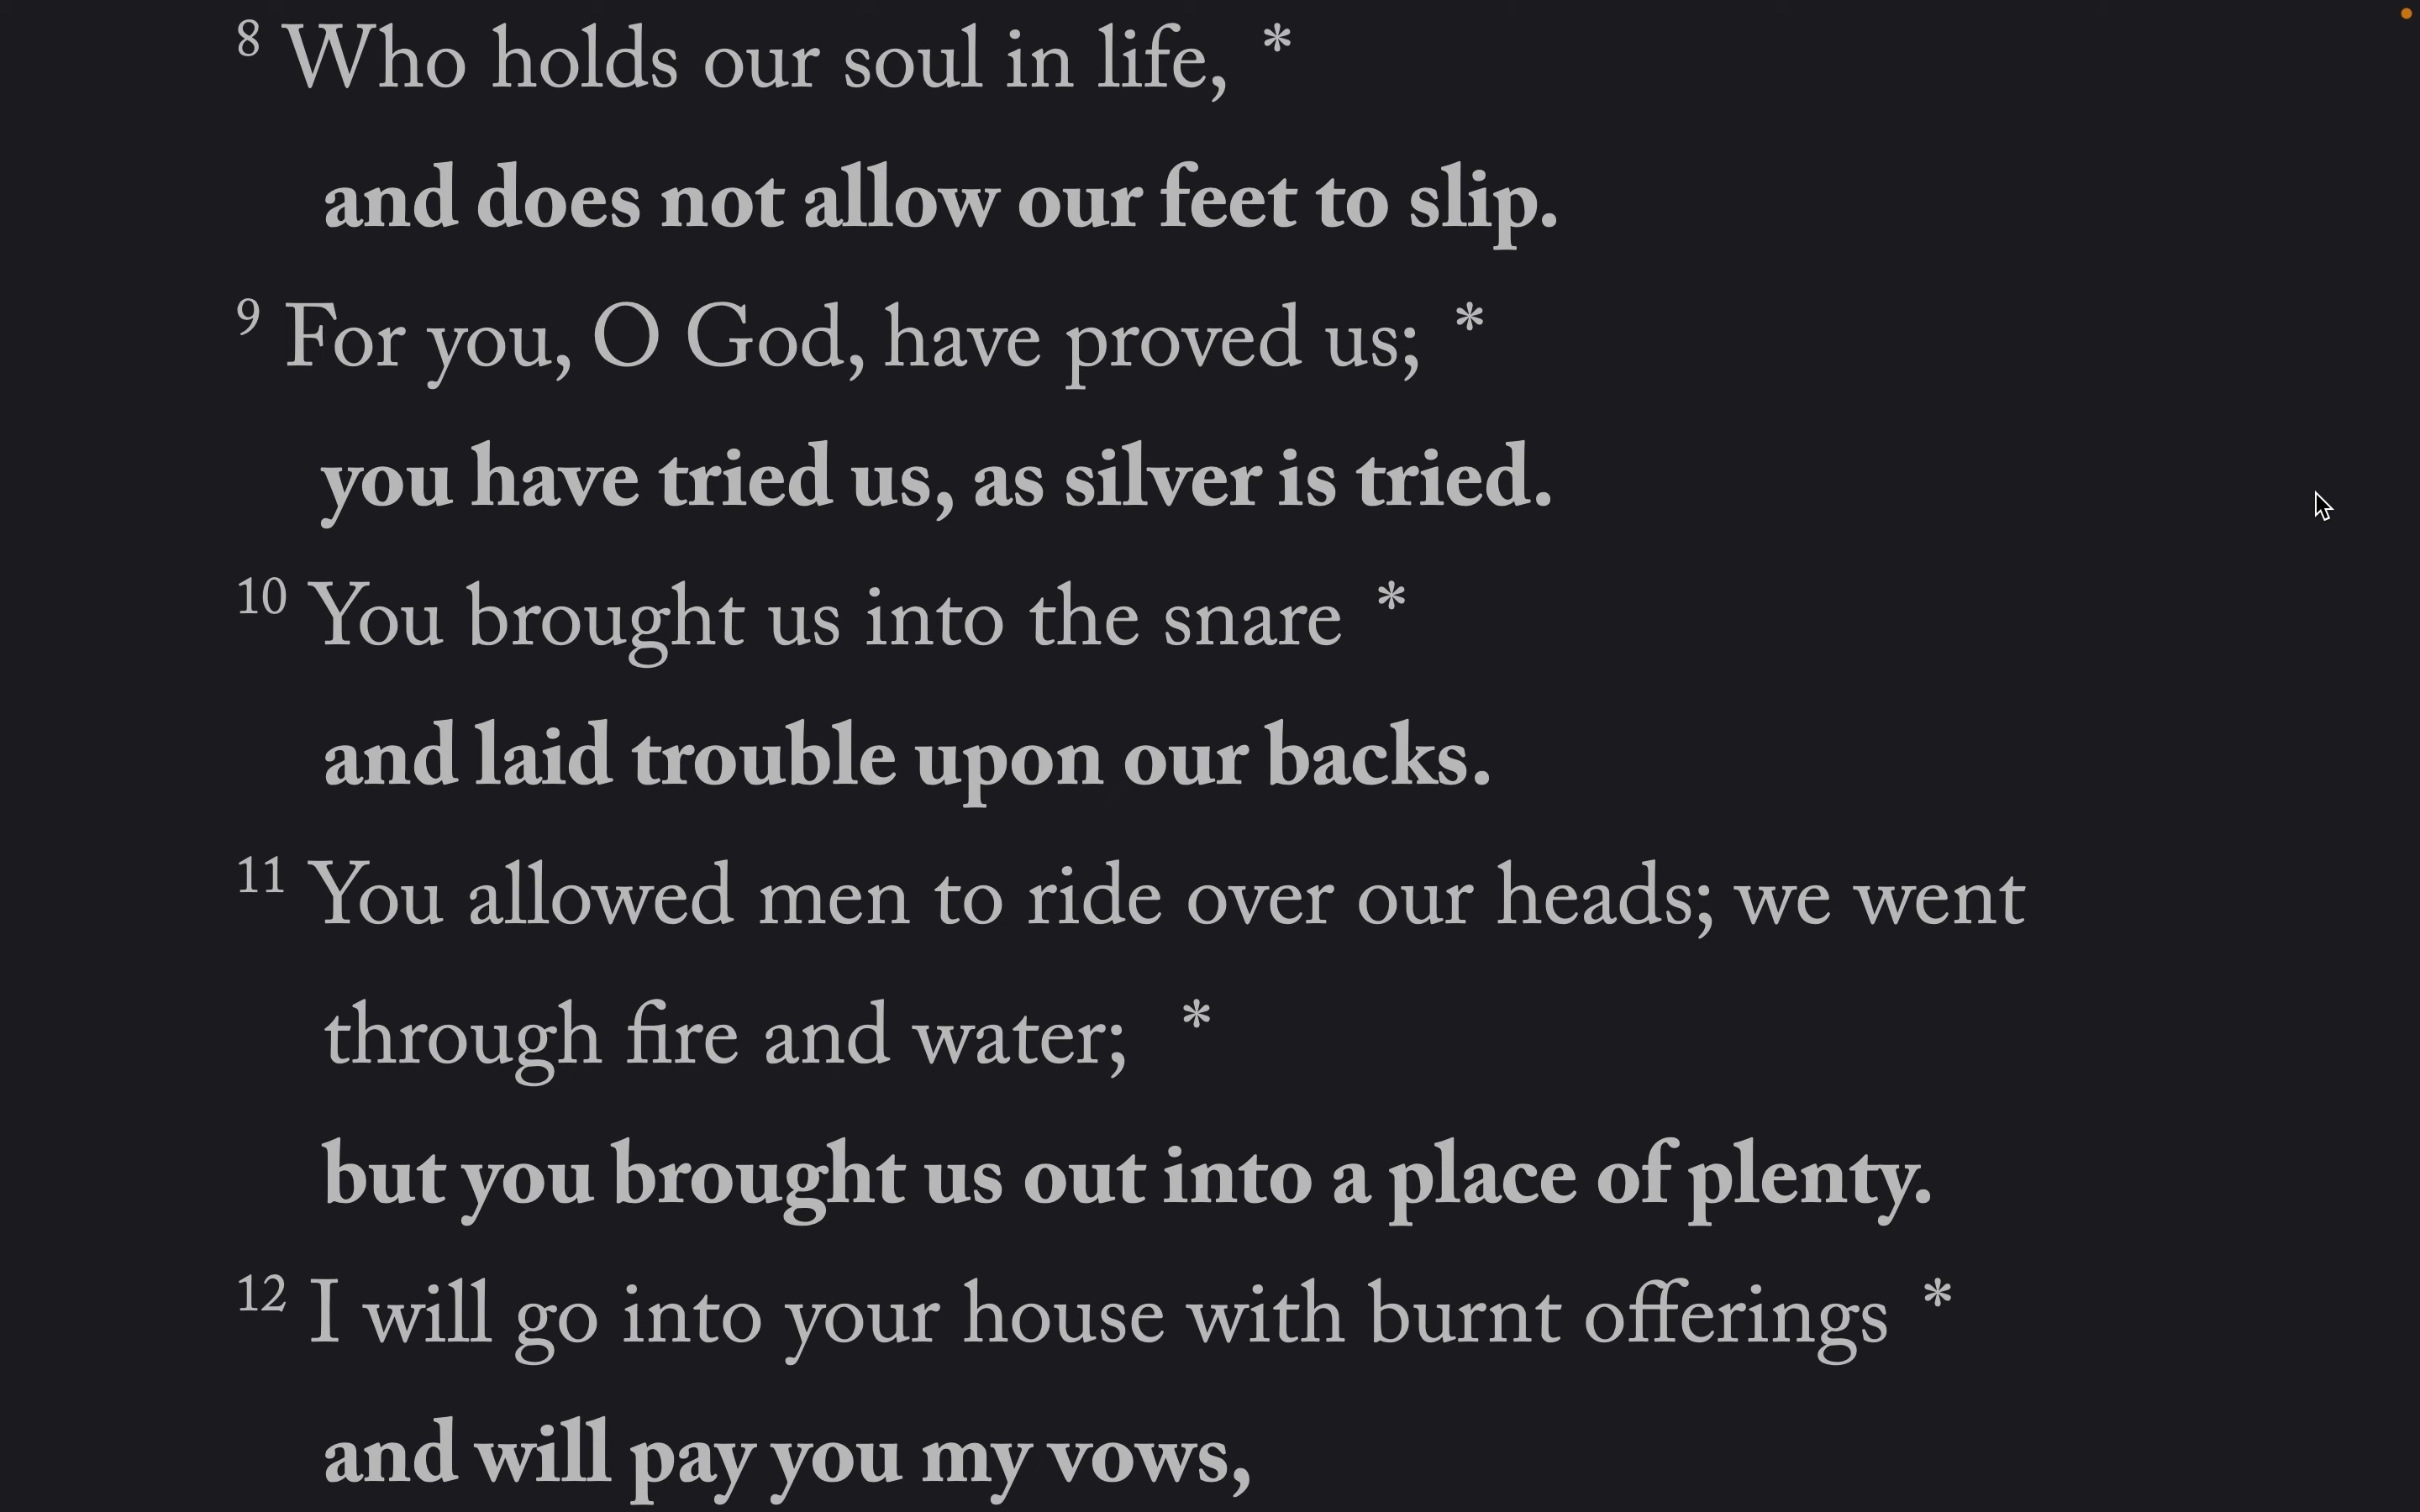 8 Who holds our soul in life, *
and does not allow our feet to slip.
9 For you, O God, have proved us; *
you have tried us, as silver is tried.
10 You brought us into the snare *
and laid trouble upon our backs.
11 You allowed men to ride over our heads; we went
through fire and water; *
but you brought us out into a place of plenty.
12 I will go into your house with burnt offerings *
and will pay you my vows,